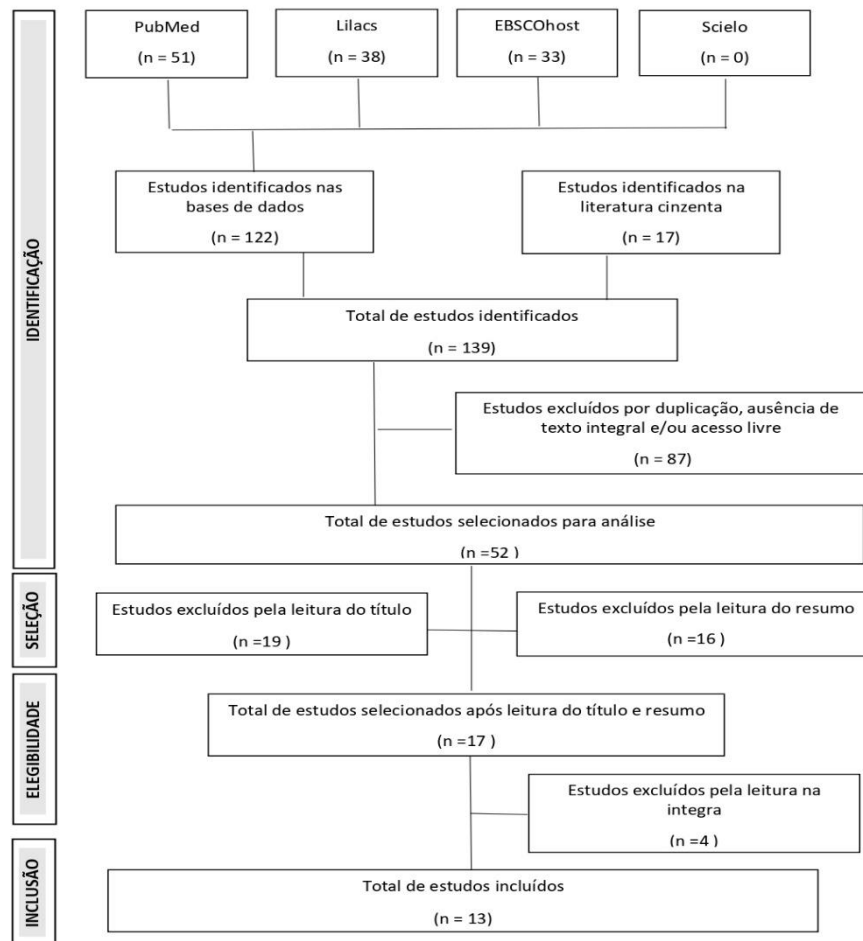 PubMed
(n = 51)
Lilacs
(n = 38)
EBSCOhost
(n = 33)
Scielo
(n = 0)
Estudos identificados nas
bases de dados
(n = 122)
Estudos identificados na
literatura cinzenta
(n = 17)
IDENTIFICAÇÃO
Total de estudos identificados
(n = 139)
Estudos excluídos por duplicação, ausência de
texto integral e/ou acesso livre
(n = 87)
Total de estudos selecionados para análise
(n =52
SELEÇÃO
Estudos excluídos pela leitura do título
(n =19 )
Estudos excluídos pela leitura do resumo
(n =16 )
ELEGIBILIDADE
Total de estudos selecionados após leitura do título e resumo
(n =17 )
Estudos excluídos pela leitura na
integra
(n =4 )
INCLUSÃO
Total de estudos incluídos
(n = 13)